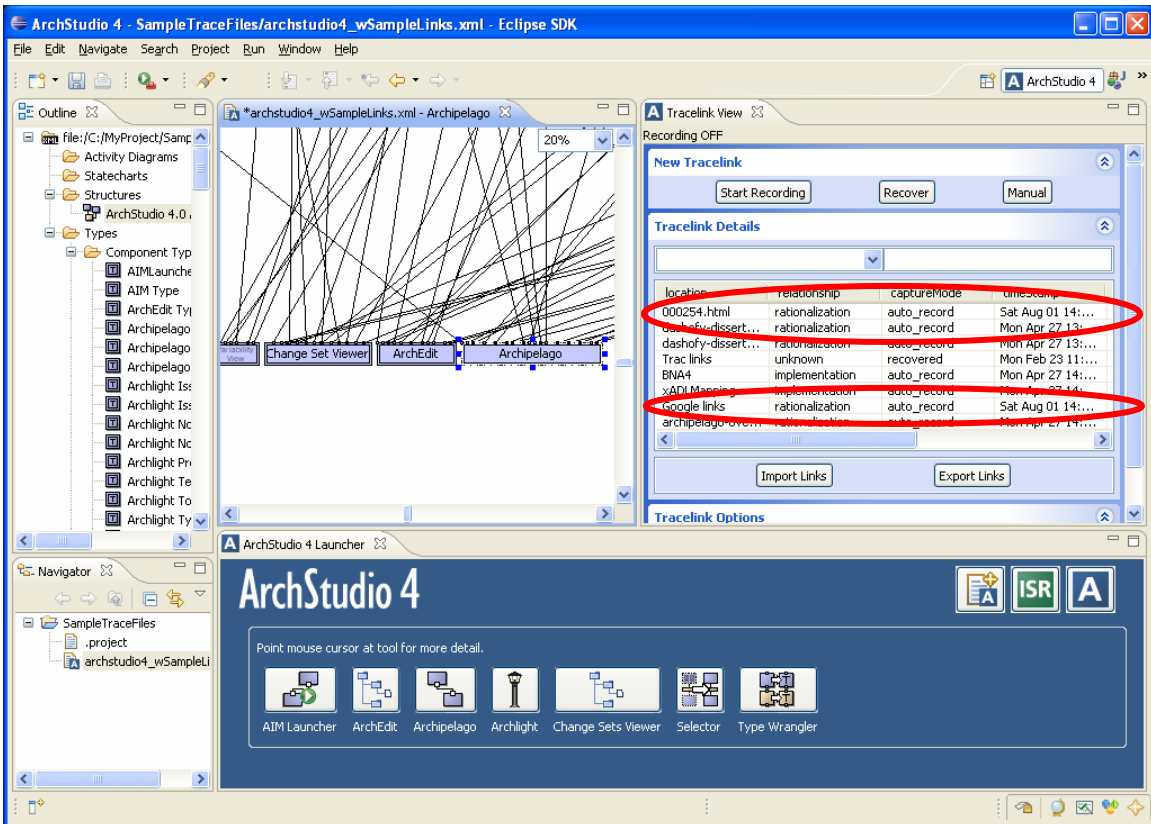 ArchStudio 4 - SampleTraceFiles/archstudio4_wSampleLinks.xml - Eclipse SDK
File Edit Navigate Search Project Run Window Help
ArchStudio 4 »
Outline
file:/C:/MyProject/Samp
Activity Diagrams
Statecharts
Structures
ArchStudio 4.0
Types
Component Typ
AIMLaunche
AIM Type
ArchEdit Ty
Archipelago
Archipelago
Archipelago
Archlight Iss
Archlight Iss
Archlight No
Archlight No
Archlight Pr
Archlight Te
Archlight To
Archlight Ty
*archstudio4_wSampleLinks.xml - Archipelago
20%
Variability View
Change Set Viewer
ArchEdit
Archipelago
Tracelink View
Recording OFF
New Tracelink
Start Recording Recover Manual
Tracelink Details
location relationship captureMode timeStamp
000254.html rationalization auto_record Sat Aug 01 14:...
dashofy-dissert... rationalization auto_record Mon Apr 27 13:...
dashofy-dissert... rationalization auto_record Mon Apr 27 13:...
Trac links unknown recovered Mon Feb 23 11:...
BNA4 implementation auto_record Mon Apr 27 14:...
xADLMapping implementation auto_record Mon Apr 27 14:...
Google links rationalization auto_record Sat Aug 01 14:...
archipelago-ove... rationalization auto_record Mon Apr 27 14:...
Import Links Export Links
Tracelink Options
Navigator
SampleTraceFiles
.project
archstudio4_wSampleLi
ArchStudio 4 Launcher
ArchStudio 4
A ISR A
Point mouse cursor at tool for more detail.
AIM Launcher ArchEdit Archipelago Archlight Change Sets Viewer Selector Type Wrangler